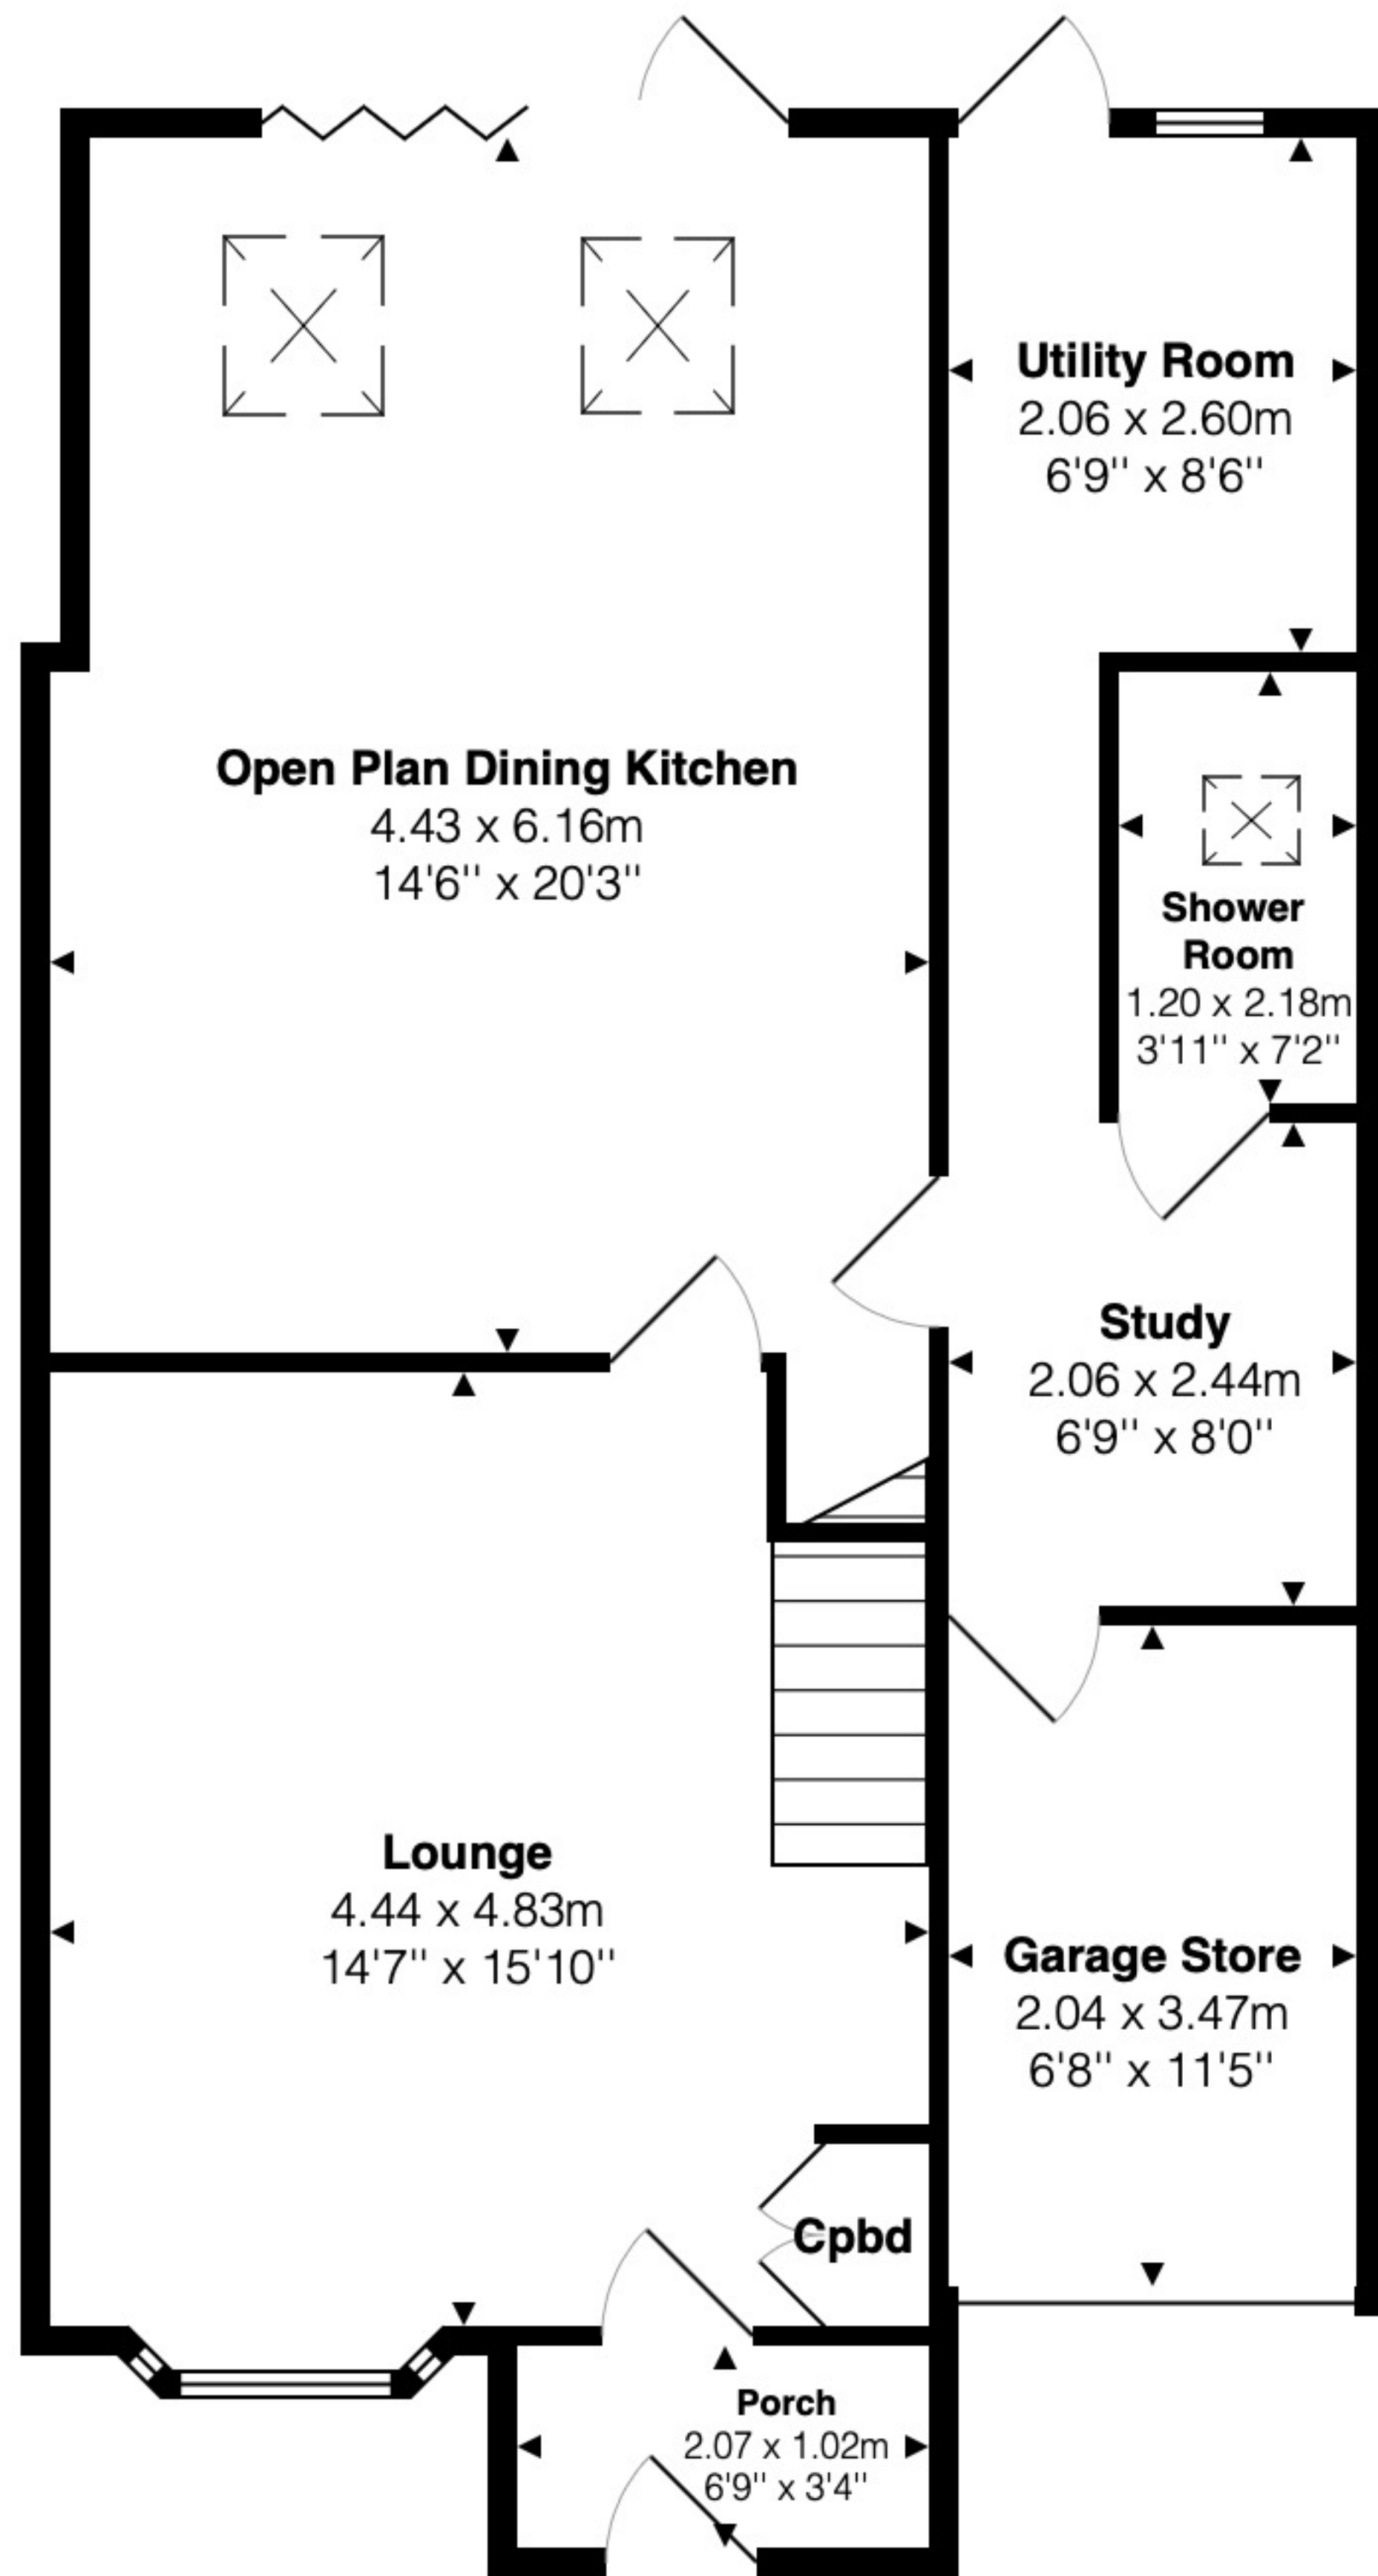 Utility Room
2.06 x 2.60m
6'9'' x 8'6''
Open Plan Dining Kitchen
4.43 x 6.16m
14'6'' x 20'3''
Shower
Room
1.20 x 2.18m
3'11'' x 7'2''
Study
2.06 x 2.44m
6'9'' x 8'0''
Lounge
4.44 x 4.83m
14'7'' x 15'10''
Garage Store
2.04 x 3.47m
6'8'' x 11'5''
Cpbd
Porch
2.07 x 1.02m
6'9'' x 3'4''